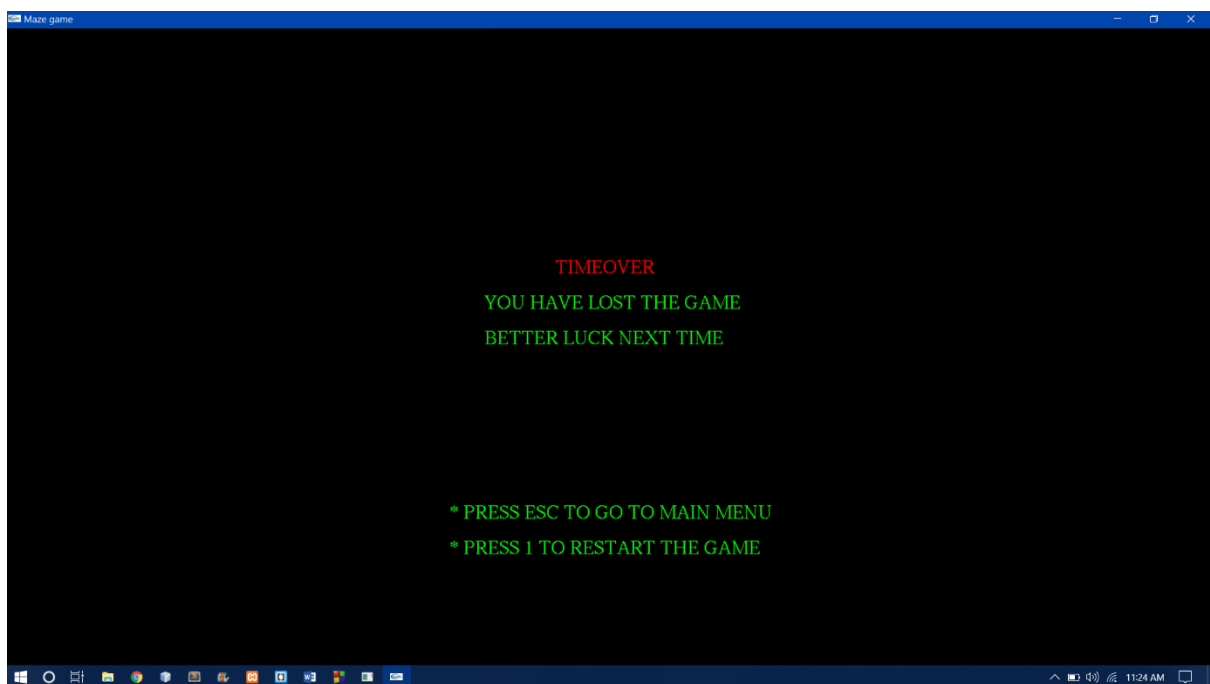 Maze game
TIMEOVER
YOU HAVE LOST THE GAME
BETTER LUCK NEXT TIME
* PRESS ESC TO GO TO MAIN MENU
* PRESS 1 TO RESTART THE GAME
11:24 AM